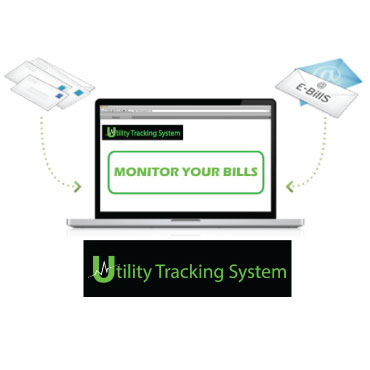 @
E-BillS
Utility Tracking System
MONITOR YOUR BILLS
Utility Tracking System